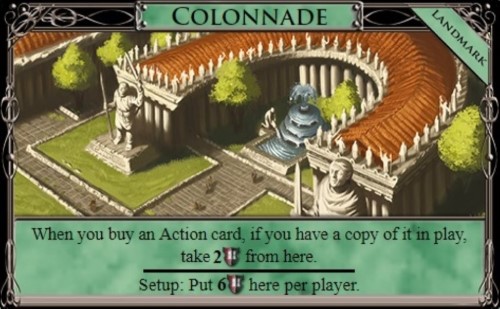 COLONNADE
LANDMARK
When you buy an Action card, if you have a copy of it in play,
take 2 from here.
Setup: Put 6 here per player.